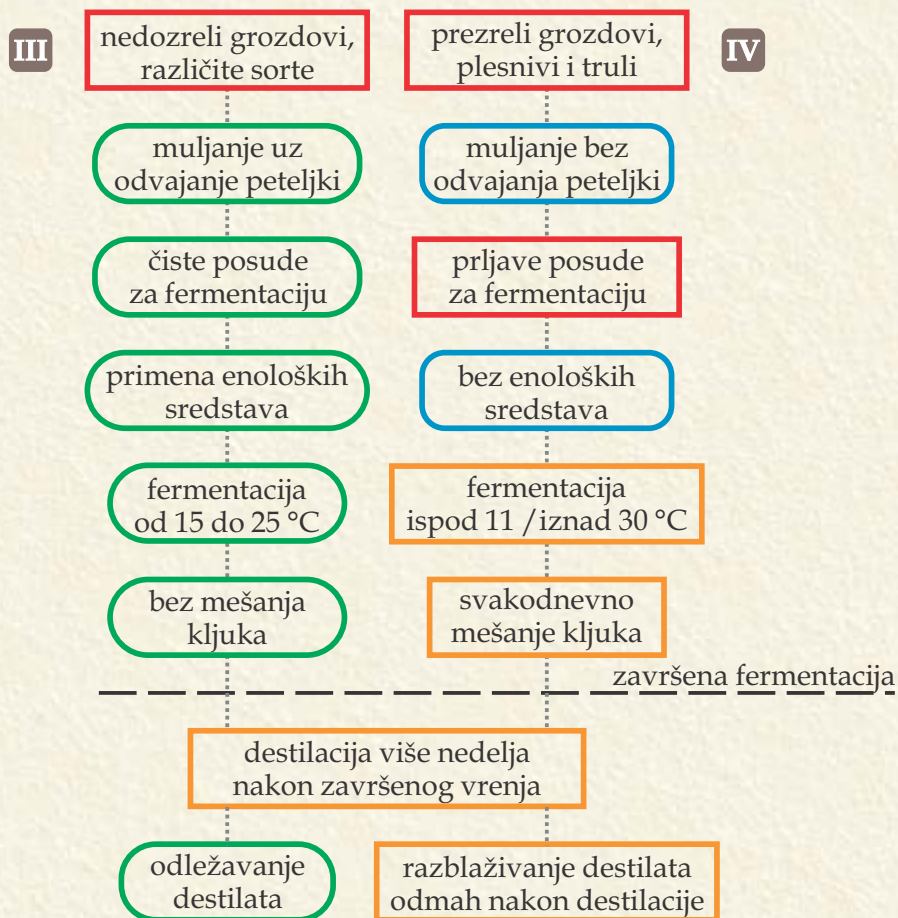 III
nedozreli grozdovi,
različite sorte
prezreli grozdovi,
plesnivi i truli
IV
muljanje uz
odvajanje peteljki
muljanje bez
odvajanja peteljki
čiste posude
za fermentaciju
prljave posude
za fermentaciju
primena enoloških
sredstava
bez enoloških
sredstava
fermentacija
od 15 do 25 °C
fermentacija
ispod 11 /iznad 30 °C
bez mešanja
kljuka
svakodnevno
mešanje kljuka
završena fermentacija
destilacija više nedelja
nakon završenog vrenja
odležavanje
destilata
razblaživanje destilata
odmah nakon destilacije